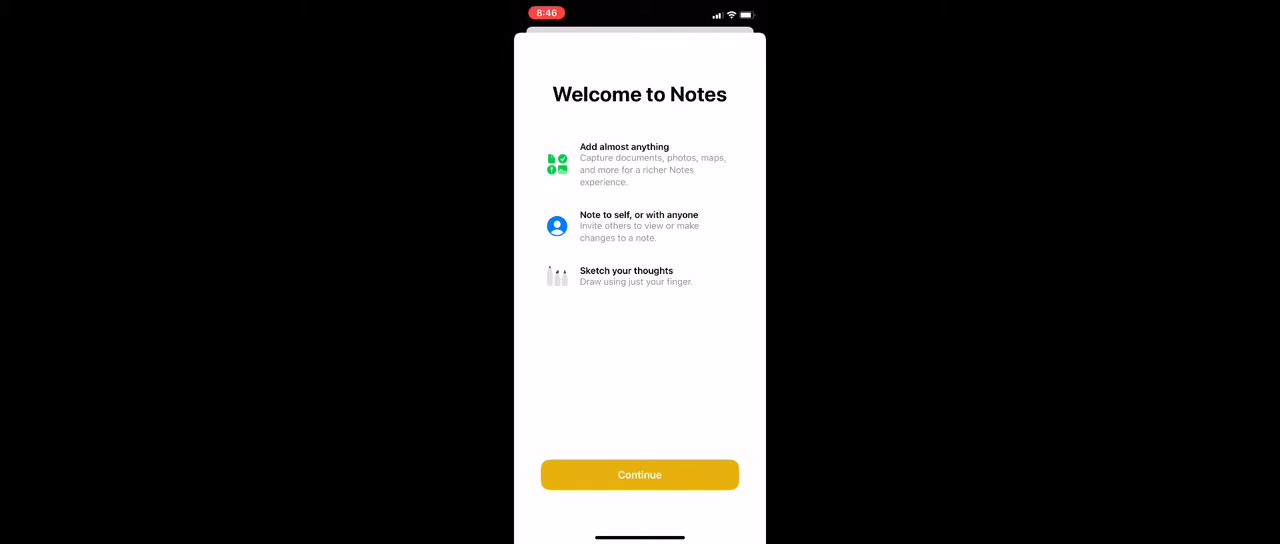 8:46
Welcome to Notes
Add almost anything
Capture documents, photos, maps,
and more for a richer Notes
experience.
Note to self, or with anyone
Invite others to view or make
changes to a note.
Sketch your thoughts
Draw using just your finger.
Continue